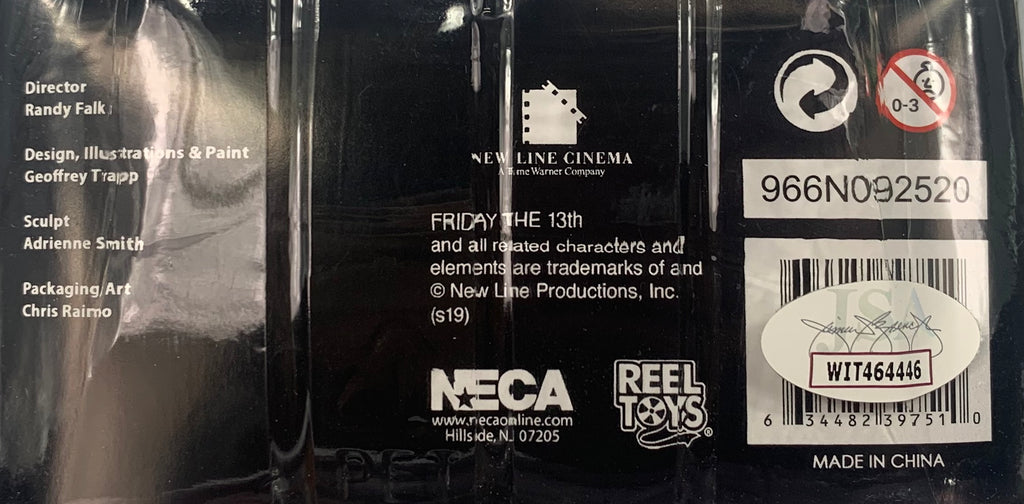 Director
Randy Falk
Design, Illustrations & Paint
Geoffrey Trapp
Sculpt
Adrienne Smith
Packaging Art
Chris Raimo
NEW LINE CINEMA
A Time Warner Company
FRIDAY THE 13th
and all related characters and
elements are trademarks of and
© New Line Productions, Inc.
(s19)
NECA
www.necaonline.com
Hillside, NJ 07205
REEL
TOYS®
0-3
966N092520
JSA
WIT464446
6 34482 39751 0
MADE IN CHINA